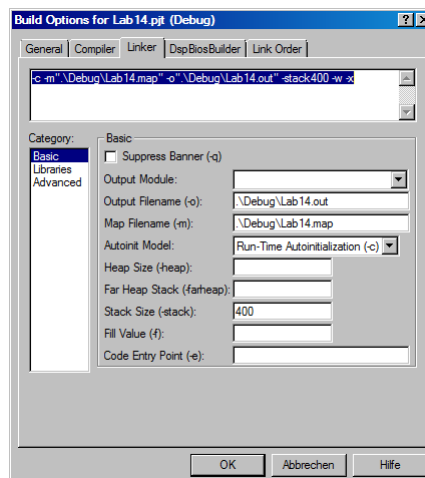 Build Options for Lab14.pjt (Debug)
General Compiler Linker DspBiosBuilder Link Order
-c -m".\Debug\Lab14.map" -o".\Debug\Lab14.out" -stack400 -w -x
Category:
Basic
Libraries
Advanced
Basic
Suppress Banner (-q)
Output Module:
Output Filename (-o): .\Debug\Lab14.out
Map Filename (-m): .\Debug\Lab14.map
Autoinit Model: Run-Time Autoinitialization (-c)
Heap Size (-heap):
Far Heap Stack (-farheap):
Stack Size (-stack): 400
Fill Value (-f):
Code Entry Point (-e):
OK Abbrechen Hilfe